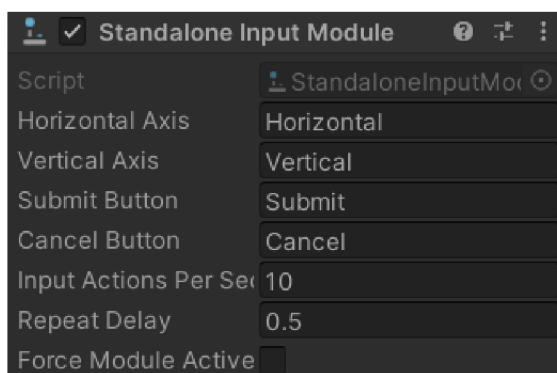 Standalone Input Module
Script StandaloneInputMo
Horizontal Axis Horizontal
Vertical Axis Vertical
Submit Button Submit
Cancel Button Cancel
Input Actions Per Se 10
Repeat Delay 0.5
Force Module Active